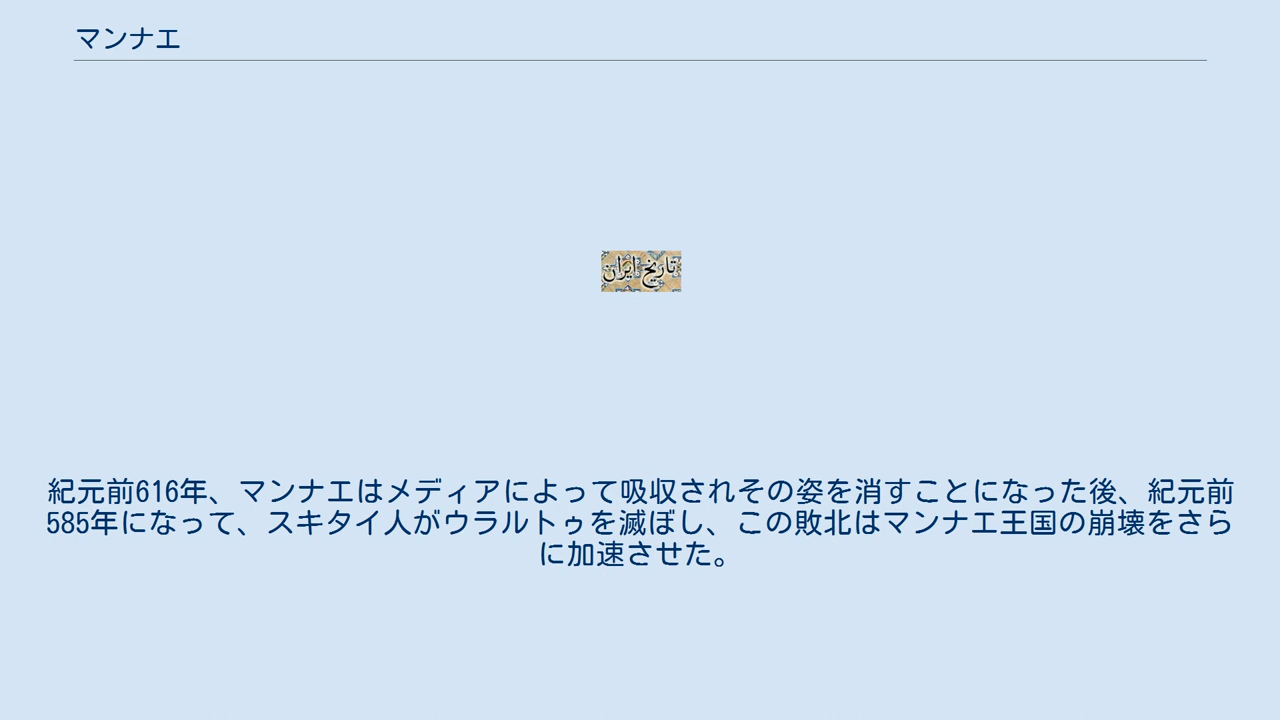 マンナエ
تاریخ ایران
紀元前616年、マンナエはメディアによって吸収されその姿を消すことになった後、紀元前
585年になって、スキタイ人がウラルトゥを滅ぼし、この敗北はマンナエ王国の崩壊をさら
に加速させた。